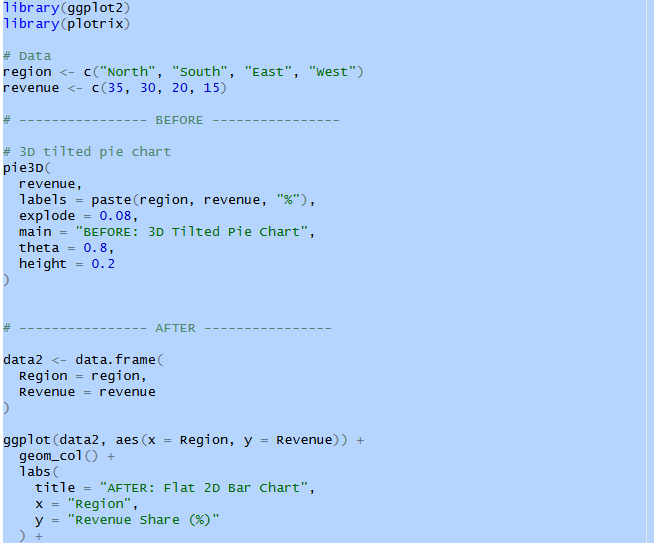 library(ggplot2)
library(plotrix)
# Data
region <- c("North", "South", "East", "West")
revenue <- c(35, 30, 20, 15)
# ---------------- BEFORE ----------------
# 3D tilted pie chart
pie3D(
  revenue,
  labels = paste(region, revenue, "%"),
  explode = 0.08,
  main = "BEFORE: 3D Tilted Pie Chart",
  theta = 0.8,
  height = 0.2
)
# ---------------- AFTER ----------------
data2 <- data.frame(
  Region = region,
  Revenue = revenue
)
ggplot(data2, aes(x = Region, y = Revenue)) +
  geom_col() +
  labs(
    title = "AFTER: Flat 2D Bar Chart",
    x = "Region",
    y = "Revenue Share (%)"
  ) +